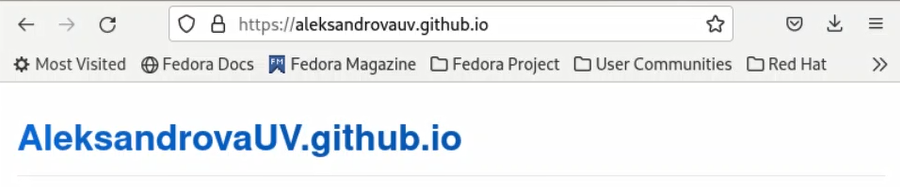 https://aleksandrovauv.github.io
Most Visited Fedora Docs FM Fedora Magazine Fedora Project User Communities Red Hat
AleksandrovaUV.github.io